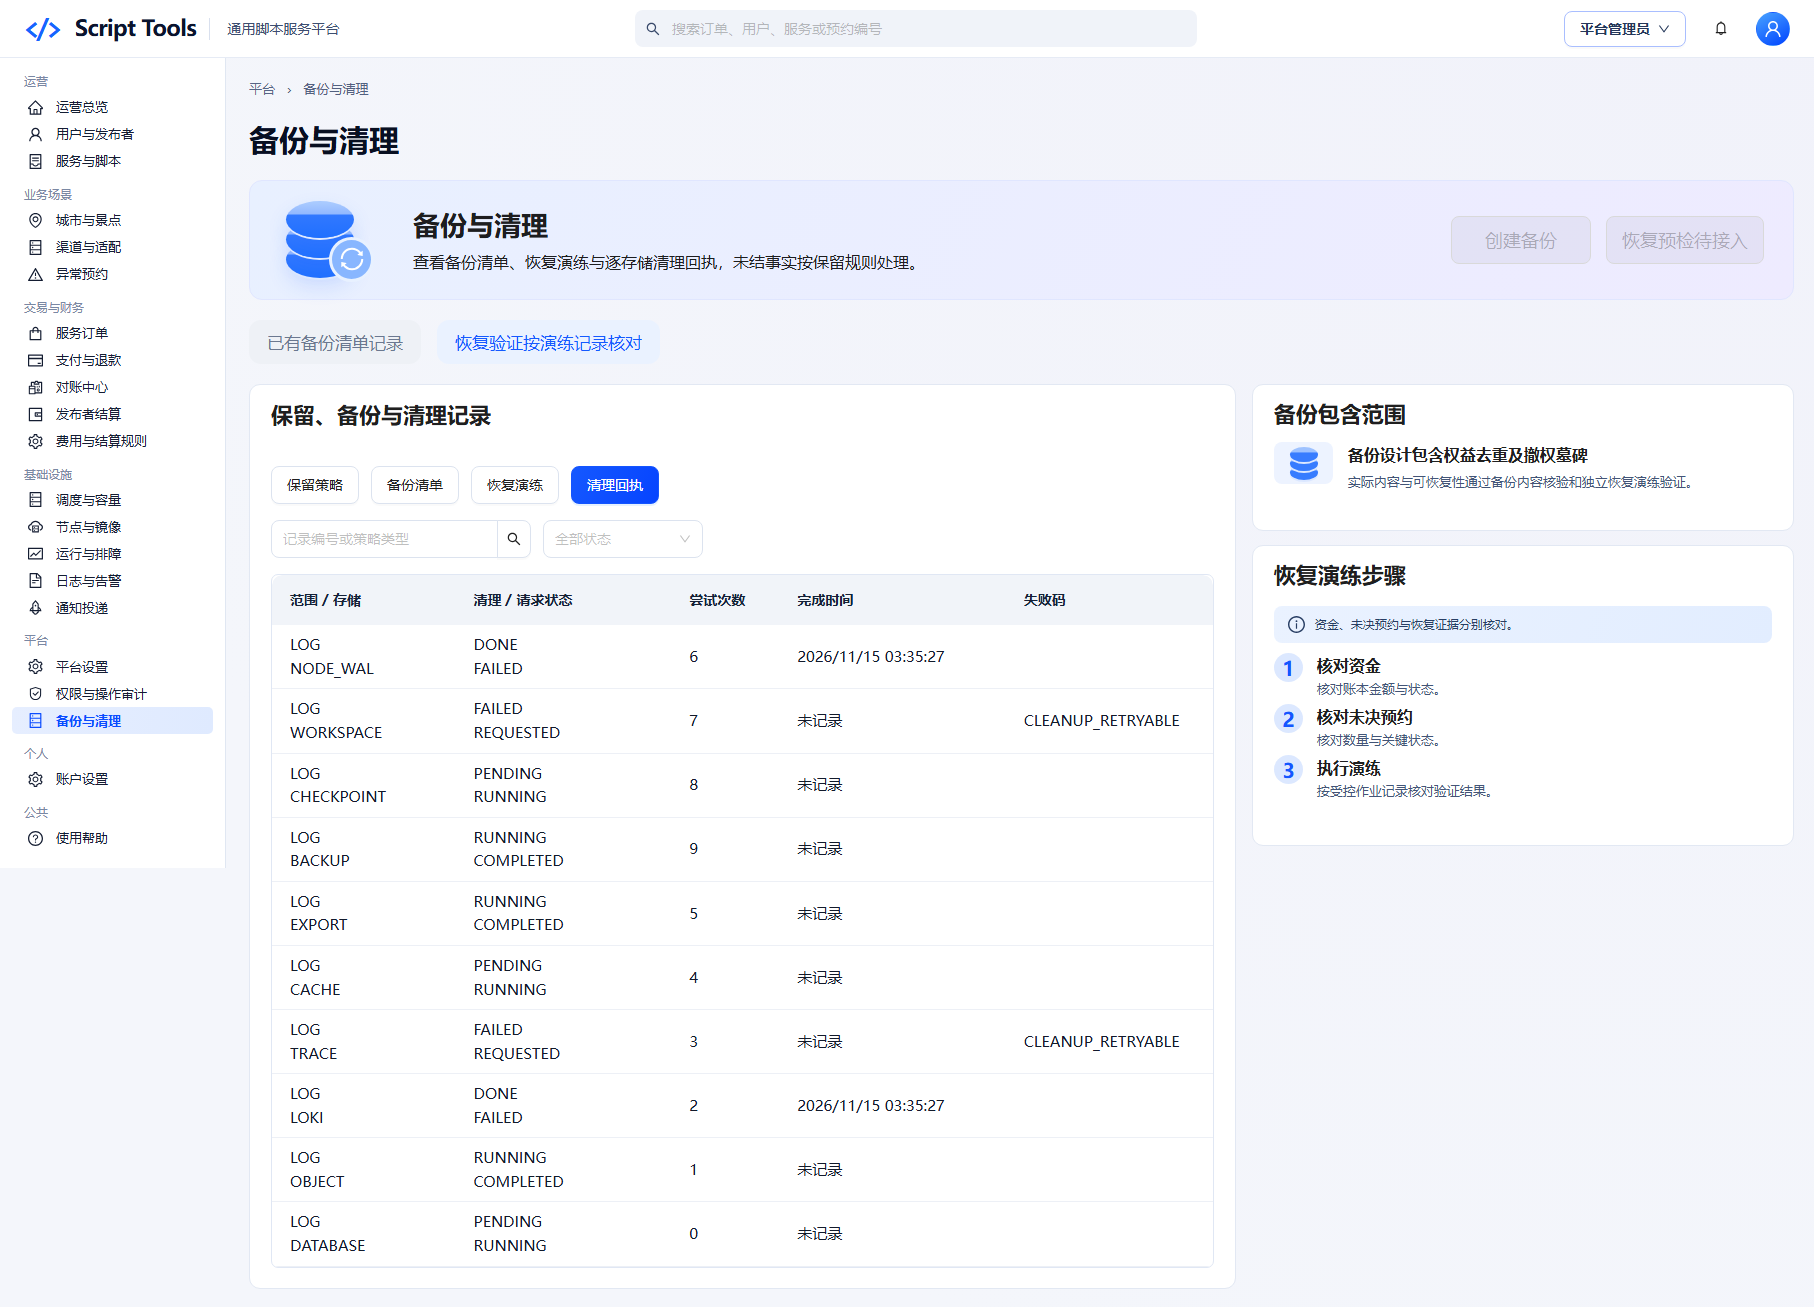 Script Tools
通用脚本服务平台
搜索订单、用户、服务或预约编号
平台管理员
运营
运营总览
用户与发布者
服务与脚本
业务场景
城市与景点
渠道与适配
异常预约
交易与财务
服务订单
支付与退款
对账中心
发布者结算
费用与结算规则
基础设施
调度与容量
节点与镜像
运行与排障
日志与告警
通知投递
平台
平台设置
权限与操作审计
备份与清理
个人
账户设置
公共
使用帮助
平台 › 备份与清理
备份与清理
备份与清理
查看备份清单、恢复演练与逐存储清理回执，未结事实按保留规则处理。
创建备份
恢复预检待接入
已有备份清单记录
恢复验证按演练记录核对
保留、备份与清理记录
保留策略
备份清单
恢复演练
清理回执
记录编号或策略类型
全部状态
范围 / 存储 清理 / 请求状态 尝试次数 完成时间 失败码
LOG DONE
6 2026/11/15 03:35:27
NODE_WAL FAILED
LOG FAILED
7 未记录 CLEANUP_RETRYABLE
WORKSPACE REQUESTED
LOG PENDING
8 未记录
CHECKPOINT RUNNING
LOG RUNNING
9 未记录
BACKUP COMPLETED
LOG RUNNING
5 未记录
EXPORT COMPLETED
LOG PENDING
4 未记录
CACHE RUNNING
LOG FAILED
3 未记录 CLEANUP_RETRYABLE
TRACE REQUESTED
LOG DONE
2 2026/11/15 03:35:27
LOKI FAILED
LOG RUNNING
1 未记录
OBJECT COMPLETED
LOG PENDING
0 未记录
DATABASE RUNNING
备份包含范围
备份设计包含权益去重及撤权墓碑
实际内容与可恢复性通过备份内容核验和独立恢复演练验证。
恢复演练步骤
资金、未决预约与恢复证据分别核对。
1 核对资金
核对账本金额与状态。
2 核对未决预约
核对数量与关键状态。
3 执行演练
按受控作业记录核对验证结果。